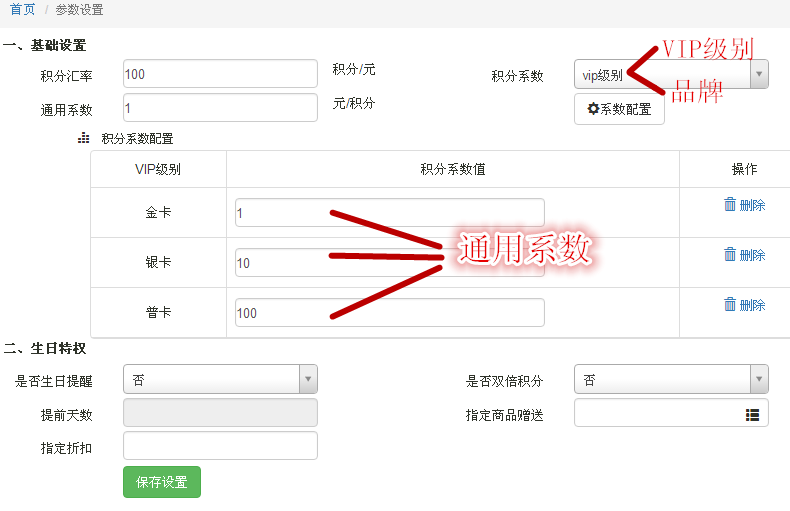 首页 / 参数设置
一、基础设置
积分汇率 100 积分/元 积分系数 vip级别 VIP级别
品牌
通用系数 1 元/积分 系数配置
积分系数配置
VIP级别 积分系数值 操作
金卡 1 删除
通用系数
银卡 10 删除
普卡 100 删除
二、生日特权
是否生日提醒 否 是否双倍积分 否
提前天数 指定商品赠送
指定折扣
保存设置